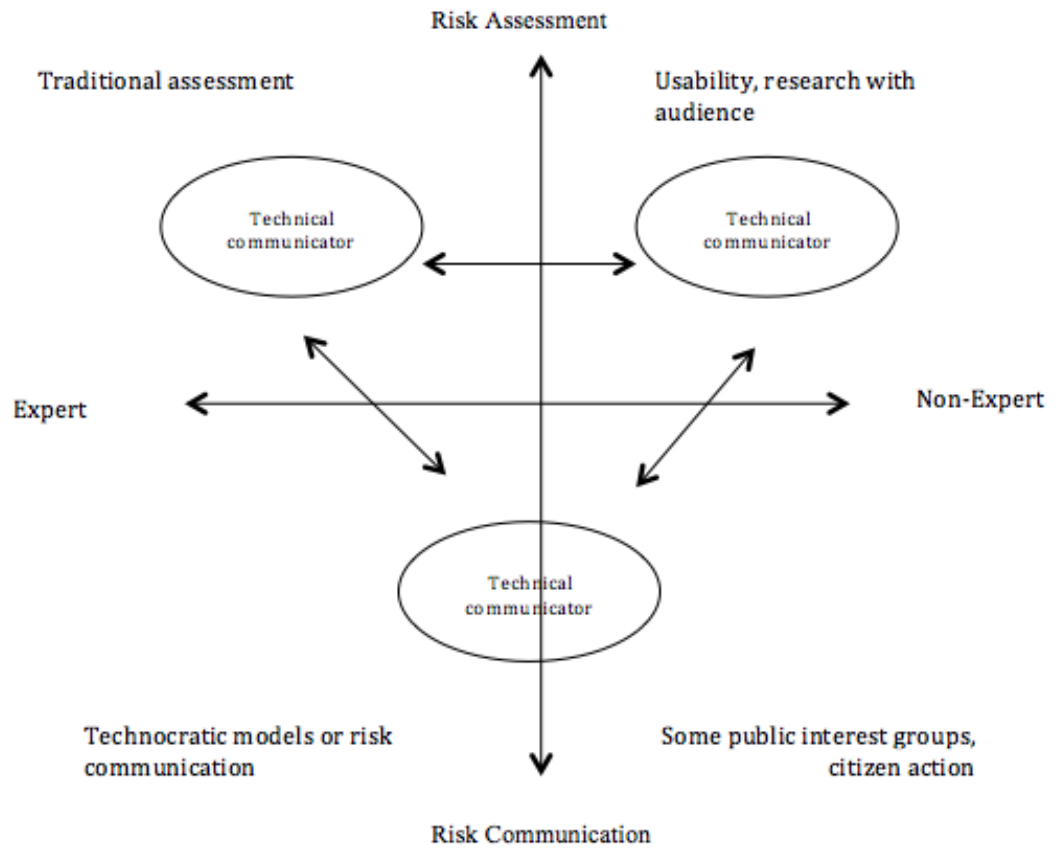 Risk Assessment
Traditional assessment
Usability, research with
audience
Technical
communicator
Technical
communicator
Expert
Non-Expert
Technical
communicator
Technocratic models or risk
communication
Some public interest groups,
citizen action
Risk Communication